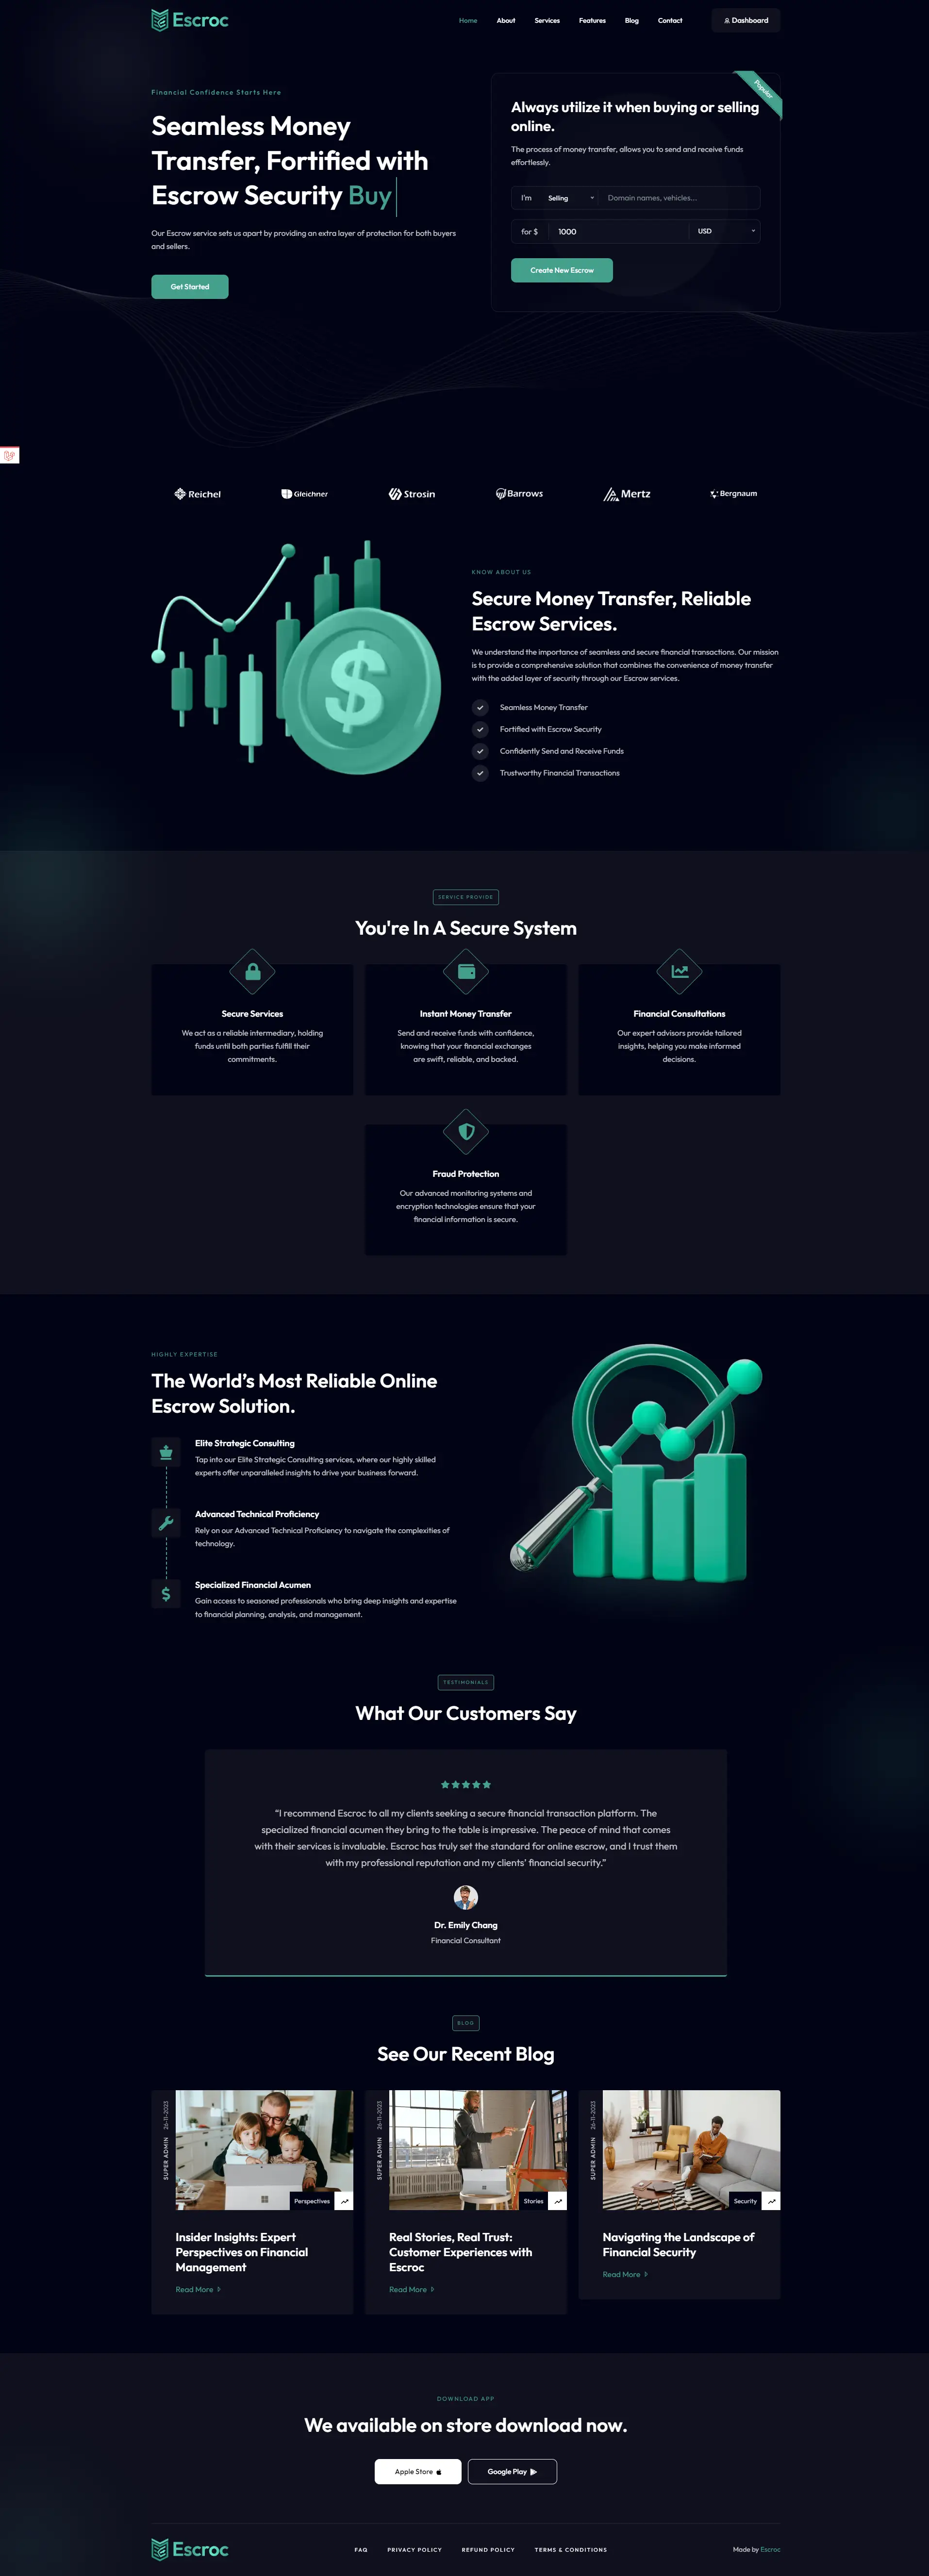 Escroc
Home
About
Services
Features
Blog
Contact
Dashboard
Financial Confidence Starts Here
Seamless Money
Transfer, Fortified with
Escrow Security Buy
Our Escrow service sets us apart by providing an extra layer of protection for both buyers
and sellers.
Get Started
Popular
Always utilize it when buying or selling
online.
The process of money transfer, allows you to send and receive funds
effortlessly.
I'm
Selling
Domain names, vehicles...
for $
1000
USD
Create New Escrow
Reichel
Gleichner
Strosin
Barrows
Mertz
Bergnaum
KNOW ABOUT US
Secure Money Transfer, Reliable
Escrow Services.
We understand the importance of seamless and secure financial transactions. Our mission
is to provide a comprehensive solution that combines the convenience of money transfer
with the added layer of security through our Escrow services.
Seamless Money Transfer
Fortified with Escrow Security
Confidently Send and Receive Funds
Trustworthy Financial Transactions
SERVICE PROVIDE
You're In A Secure System
Secure Services
We act as a reliable intermediary, holding
funds until both parties fulfill their
commitments.
Instant Money Transfer
Send and receive funds with confidence,
knowing that your financial exchanges
are swift, reliable, and backed.
Financial Consultations
Our expert advisors provide tailored
insights, helping you make informed
decisions.
Fraud Protection
Our advanced monitoring systems and
encryption technologies ensure that your
financial information is secure.
HIGHLY EXPERTISE
The World’s Most Reliable Online
Escrow Solution.
Elite Strategic Consulting
Tap into our Elite Strategic Consulting services, where our highly skilled
experts offer unparalleled insights to drive your business forward.
Advanced Technical Proficiency
Rely on our Advanced Technical Proficiency to navigate the complexities of
technology.
Specialized Financial Acumen
Gain access to seasoned professionals who bring deep insights and expertise
to financial planning, analysis, and management.
TESTIMONIALS
What Our Customers Say
“I recommend Escroc to all my clients seeking a secure financial transaction platform. The
specialized financial acumen they bring to the table is impressive. The peace of mind that comes
with their services is invaluable. Escroc has truly set the standard for online escrow, and I trust them
with my professional reputation and my clients’ financial security.”
Dr. Emily Chang
Financial Consultant
BLOG
See Our Recent Blog
SUPER ADMIN 26-11-2023
Perspectives
Insider Insights: Expert
Perspectives on Financial
Management
Read More
SUPER ADMIN 26-11-2023
Stories
Real Stories, Real Trust:
Customer Experiences with
Escroc
Read More
SUPER ADMIN 26-11-2023
Security
Navigating the Landscape of
Financial Security
Read More
DOWNLOAD APP
We available on store download now.
Apple Store
Google Play
Escroc
FAQ
PRIVACY POLICY
REFUND POLICY
TERMS & CONDITIONS
Made by Escroc